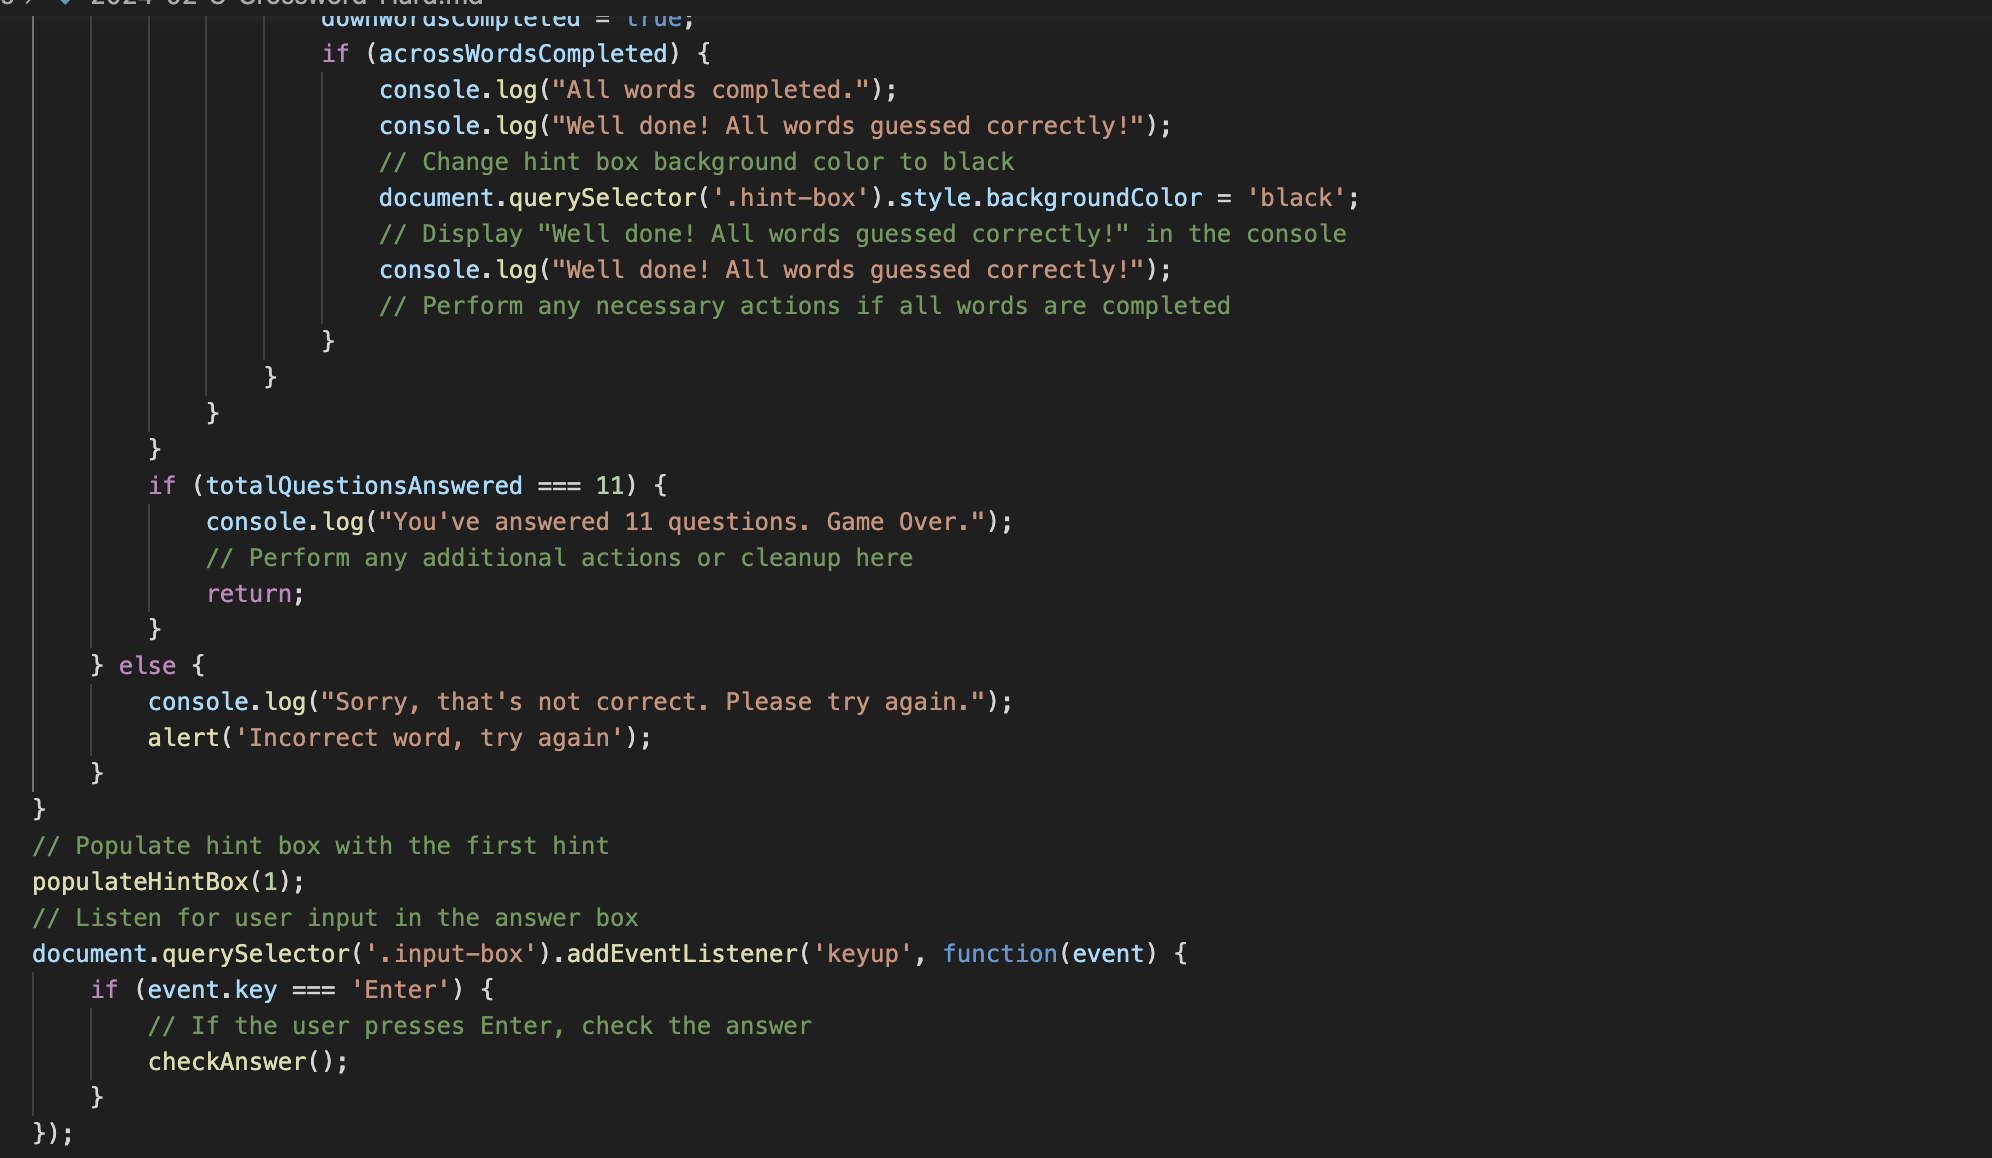 2024-02-C-Crossword-Hard.md
downWordsCompleted = true;
if (acrossWordsCompleted) {
console.log("All words completed.");
console.log("Well done! All words guessed correctly!");
// Change hint box background color to black
document.querySelector('.hint-box').style.backgroundColor = 'black';
// Display "Well done! All words guessed correctly!" in the console
console.log("Well done! All words guessed correctly!");
// Perform any necessary actions if all words are completed
}
}
}
}
if (totalQuestionsAnswered === 11) {
console.log("You've answered 11 questions. Game Over.");
// Perform any additional actions or cleanup here
return;
}
} else {
console.log("Sorry, that's not correct. Please try again.");
alert('Incorrect word, try again');
}
}
// Populate hint box with the first hint
populateHintBox(1);
// Listen for user input in the answer box
document.querySelector('.input-box').addEventListener('keyup', function(event) {
if (event.key === 'Enter') {
// If the user presses Enter, check the answer
checkAnswer();
}
});